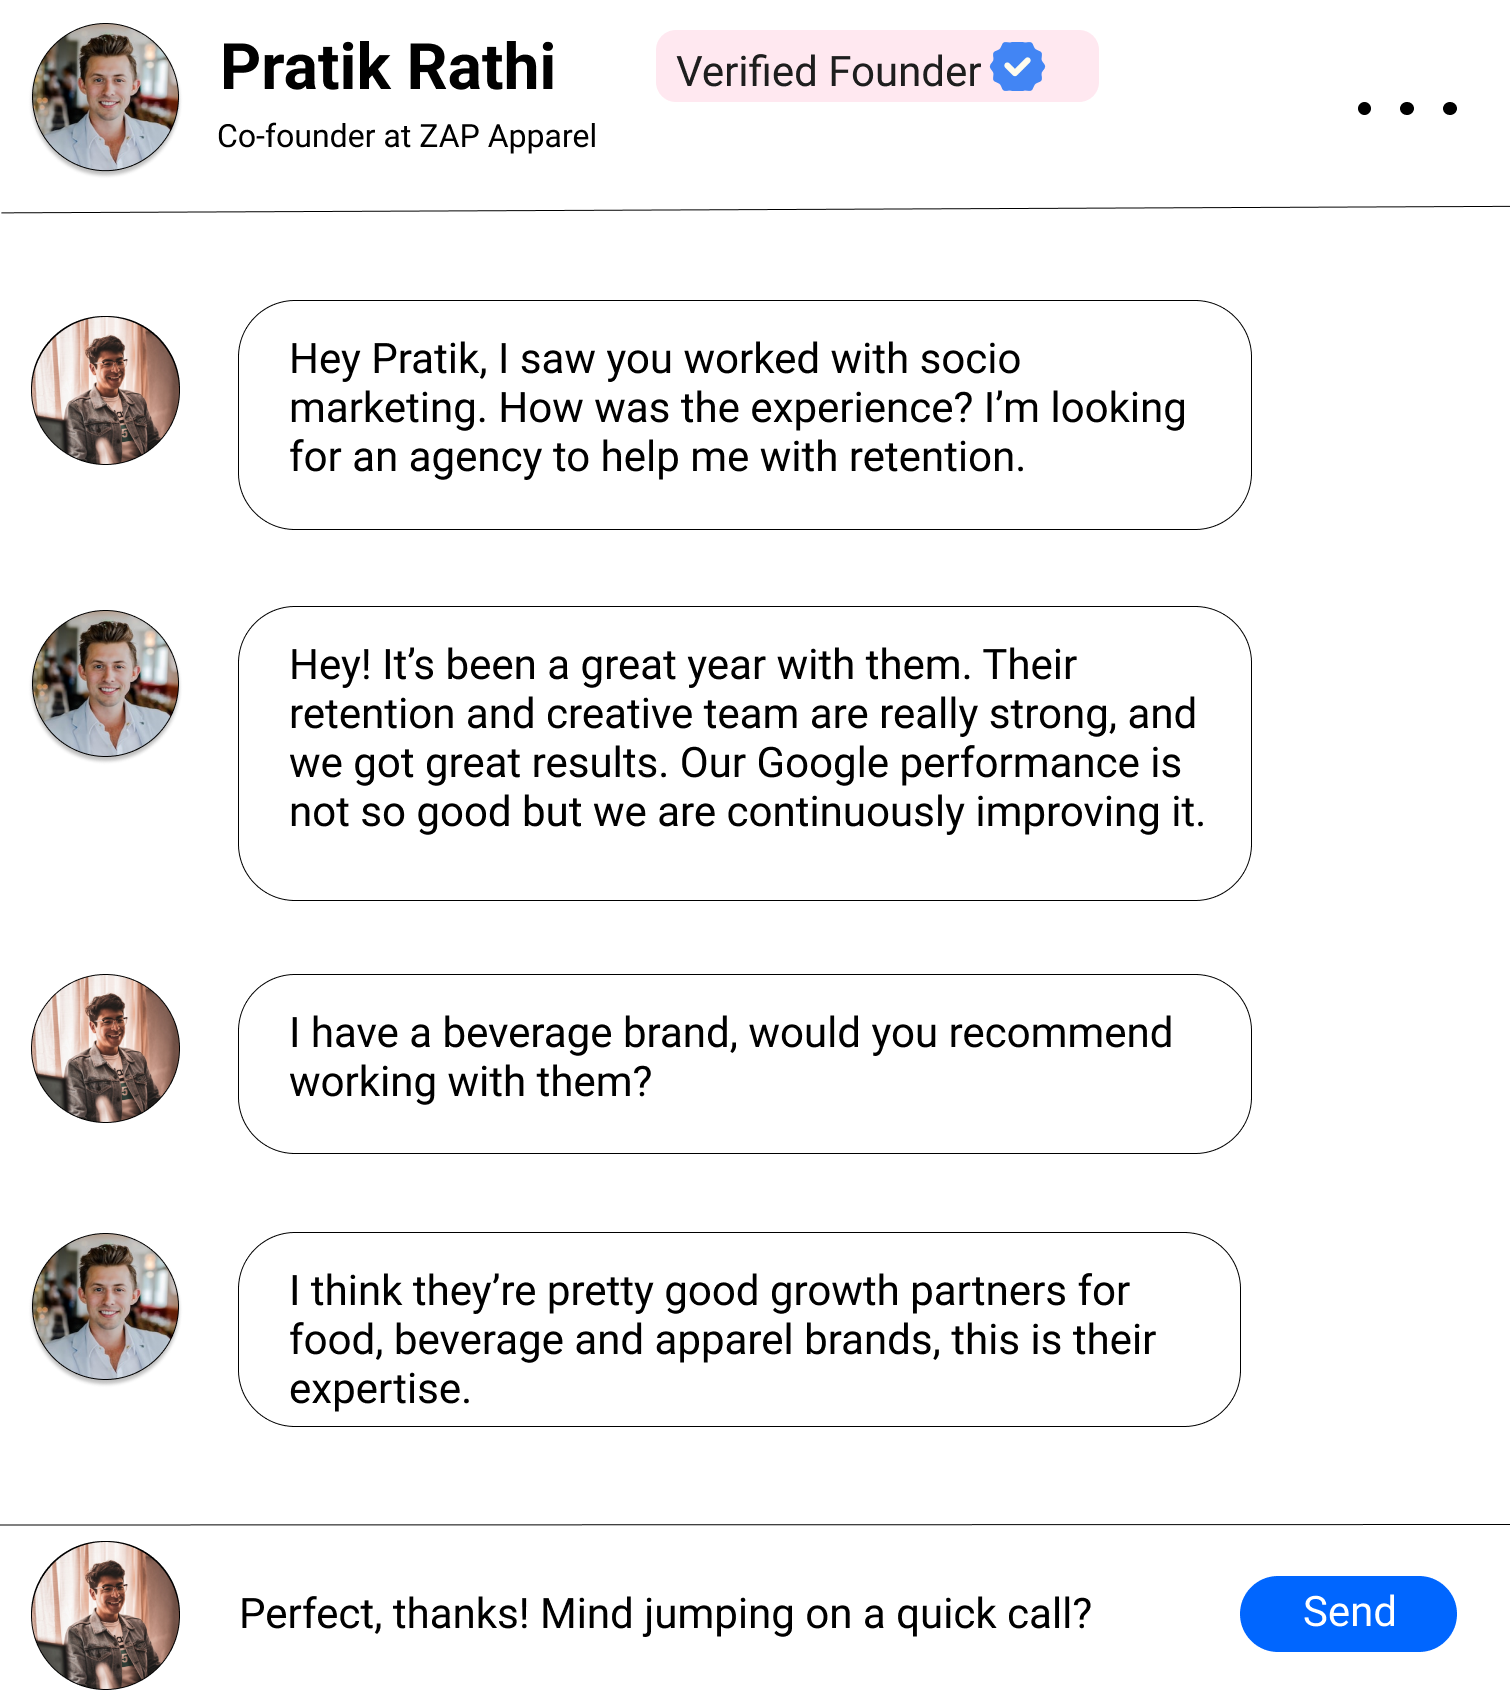 Pratik Rathi
Verified Founder
Co-founder at ZAP Apparel
Hey Pratik, I saw you worked with socio
marketing. How was the experience? I’m looking
for an agency to help me with retention.
Hey! It’s been a great year with them. Their
retention and creative team are really strong, and
we got great results. Our Google performance is
not so good but we are continuously improving it.
I have a beverage brand, would you recommend
working with them?
I think they’re pretty good growth partners for
food, beverage and apparel brands, this is their
expertise.
Perfect, thanks! Mind jumping on a quick call?
Send